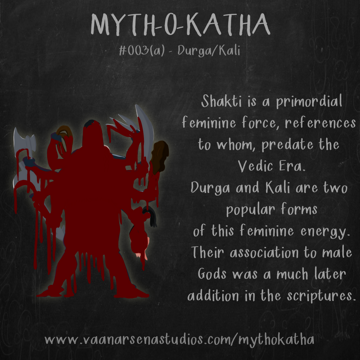 MYTH-O-KATHA
#003(a) - Durga/Kali
Shakti is a primordial
feminine force, references
to whom, predate the
Vedic Era.
Durga and Kali are two
popular forms
of this feminine energy.
Their association to male
Gods was a much later
addition in the scriptures.
www.vaanarsenastudios.com/mythokatha